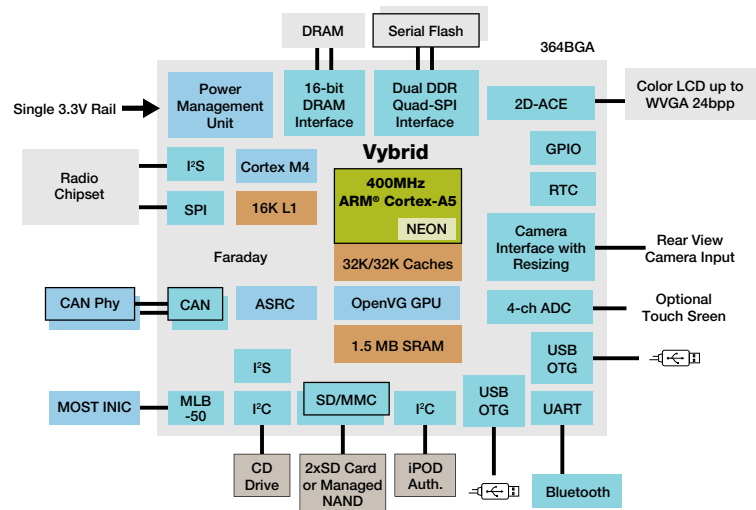 DRAM
Serial Flash
364BGA
Single 3.3V Rail
Power
Management
Unit
16-bit
DRAM
Interface
Dual DDR
Quad-SPI
Interface
2D-ACE
Color LCD up to
WVGA 24bpp
Vybrid
GPIO
Radio
Chipset
I²S
Cortex M4
400MHz
ARM® Cortex-A5
NEON
RTC
SPI
16K L1
Camera
Interface with
Resizing
Rear View
Camera Input
Faraday
32K/32K Caches
CAN Phy
CAN
ASRC
OpenVG GPU
4-ch ADC
Optional
Touch Sreen
1.5 MB SRAM
USB
OTG
I²S
MOST INIC
MLB
-50
I²C
SD/MMC
I²C
USB
OTG
UART
CD
Drive
2xSD Card
or Managed
NAND
iPOD
Auth.
Bluetooth